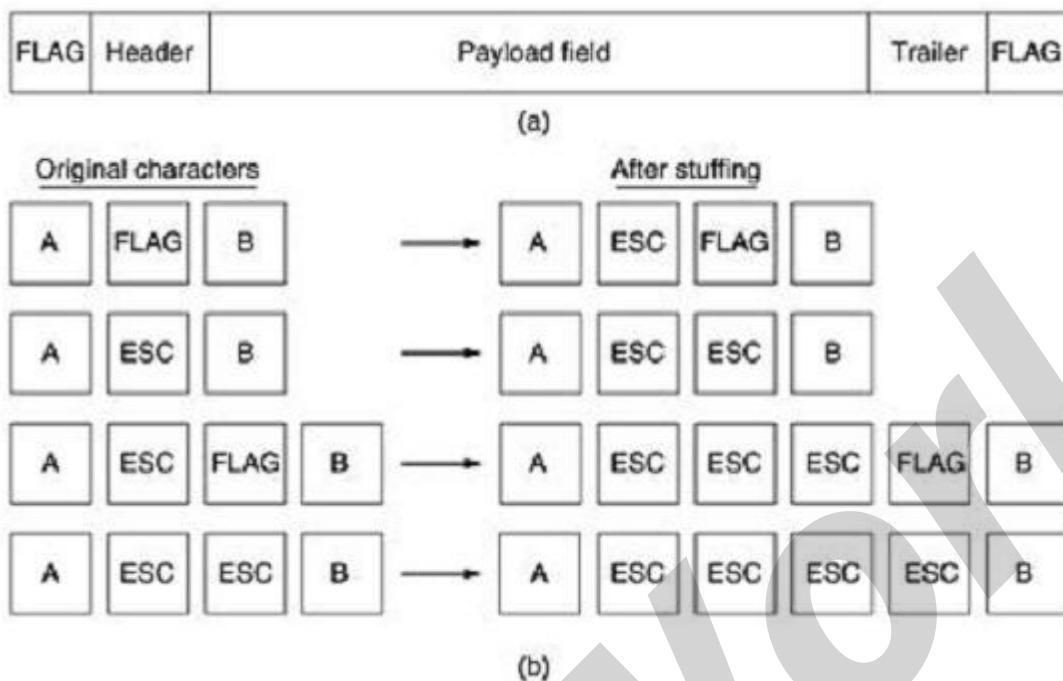 FLAG Header Payload field Trailer FLAG
(a)
Original characters After stuffing
A FLAG B A ESC FLAG B
A ESC B A ESC ESC B
A ESC FLAG B A ESC ESC ESC FLAG B
A ESC ESC B A ESC ESC ESC ESC B
(b)